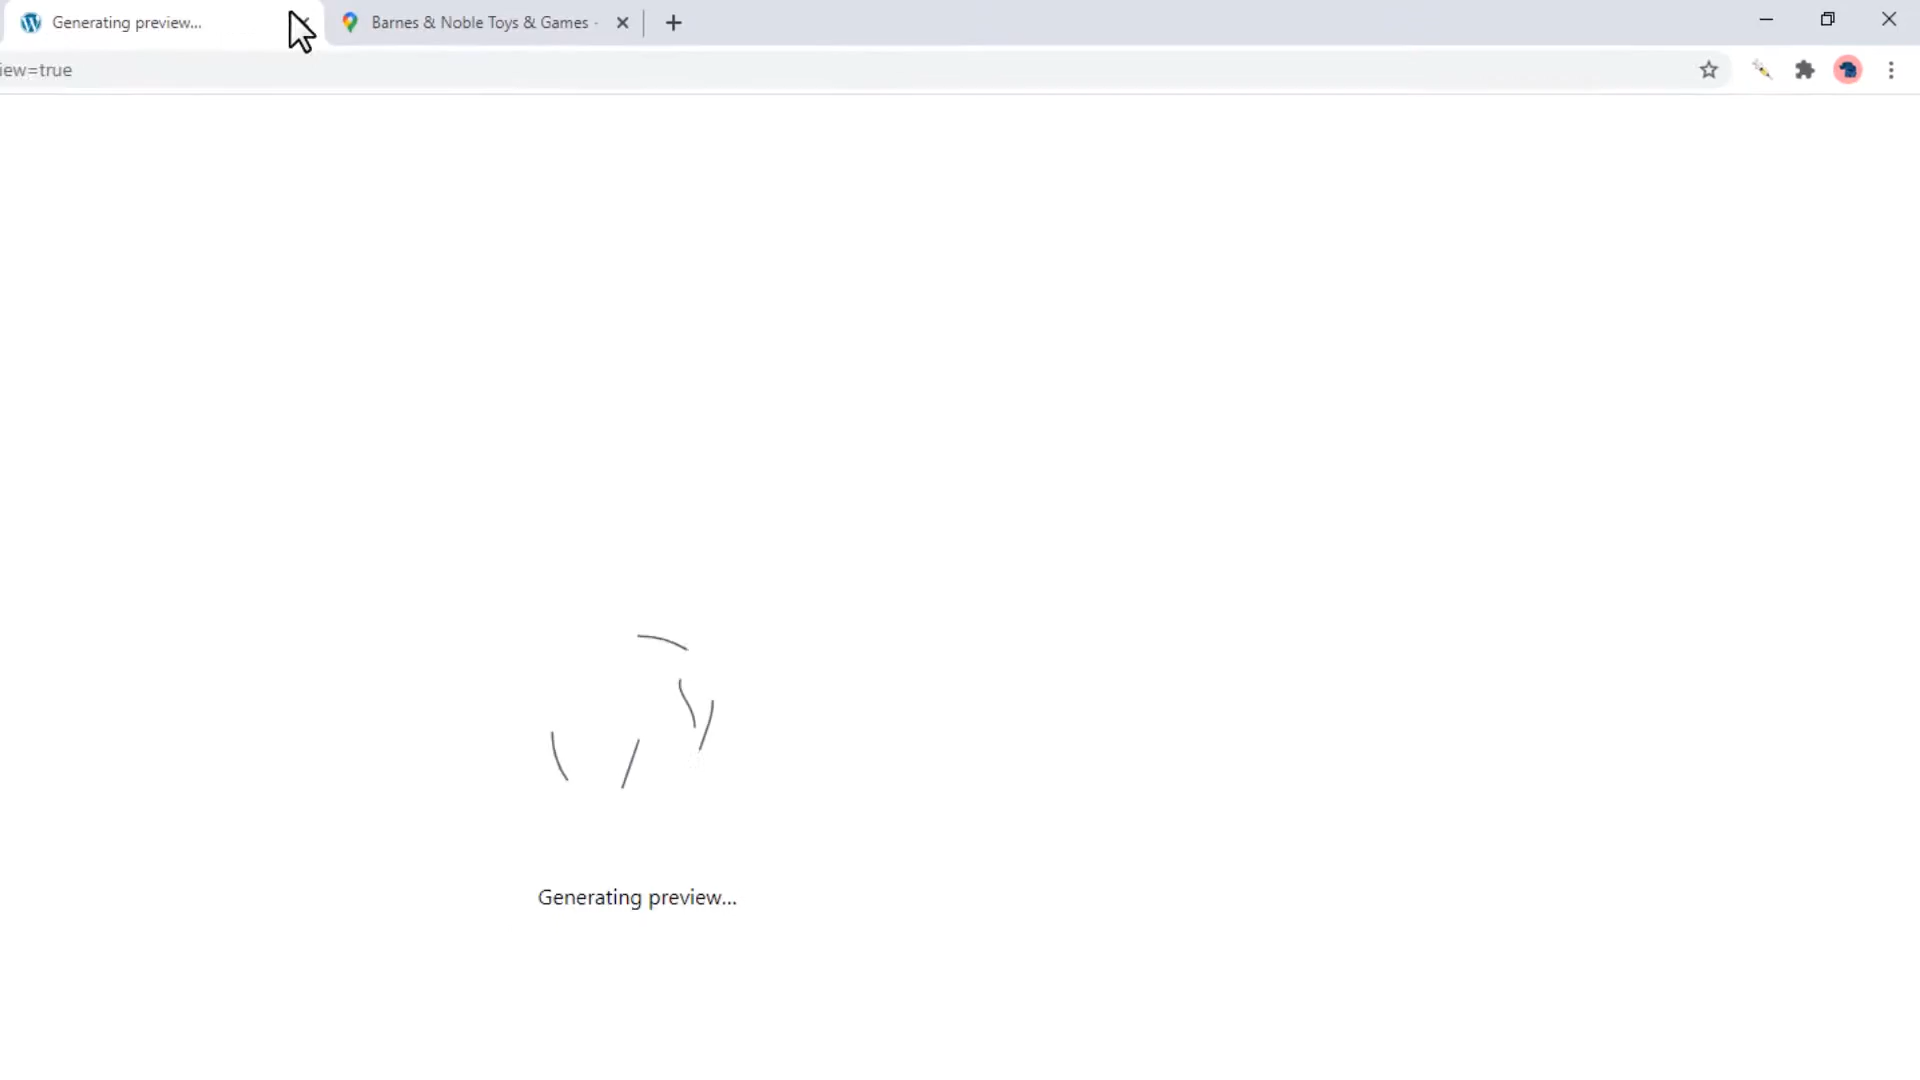 Generating preview...
Barnes & Noble Toys & Games -
iew=true
Generating preview...